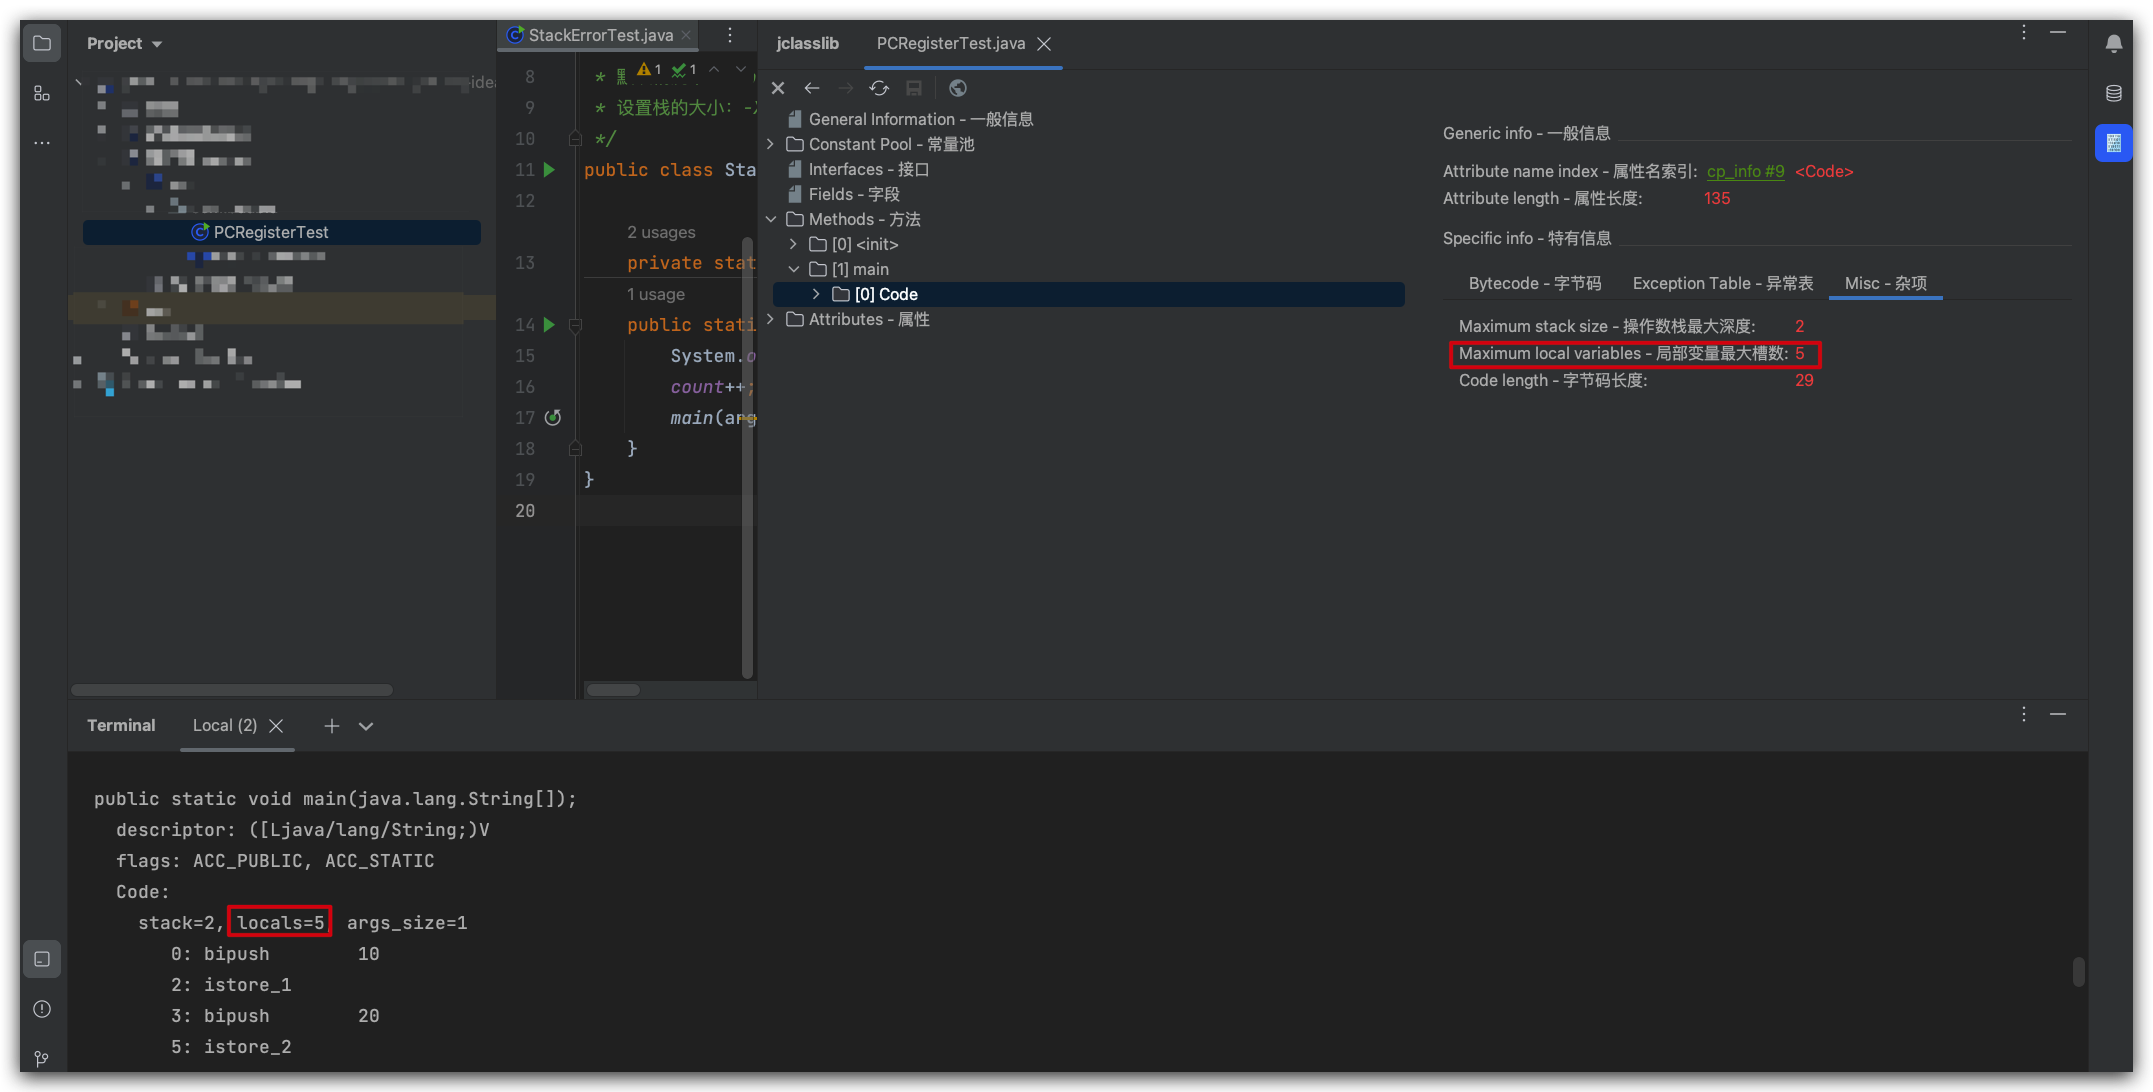 Project
-idea
PCRegisterTest
StackErrorTest.java
1 1
8 *
9 * 设置栈的大小：
10 */
11 public class Sta
12
2 usages
13 private stat
1 usage
14 public stati
15 System.o
16 count++;
17 main(arg
18 }
19 }
20
jclasslib PCRegisterTest.java
General Information - 一般信息
Constant Pool - 常量池
Interfaces - 接口
Fields - 字段
Methods - 方法
[0] <init>
[1] main
[0] Code
Attributes - 属性
Generic info - 一般信息
Attribute name index - 属性名索引: cp_info #9 <Code>
Attribute length - 属性长度: 135
Specific info - 特有信息
Bytecode - 字节码 Exception Table - 异常表 Misc - 杂项
Maximum stack size - 操作数栈最大深度: 2
Maximum local variables - 局部变量最大槽数: 5
Code length - 字节码长度: 29
Terminal Local (2)
public static void main(java.lang.String[]);
descriptor: ([Ljava/lang/String;)V
flags: ACC_PUBLIC, ACC_STATIC
Code:
stack=2, locals=5, args_size=1
0: bipush 10
2: istore_1
3: bipush 20
5: istore_2